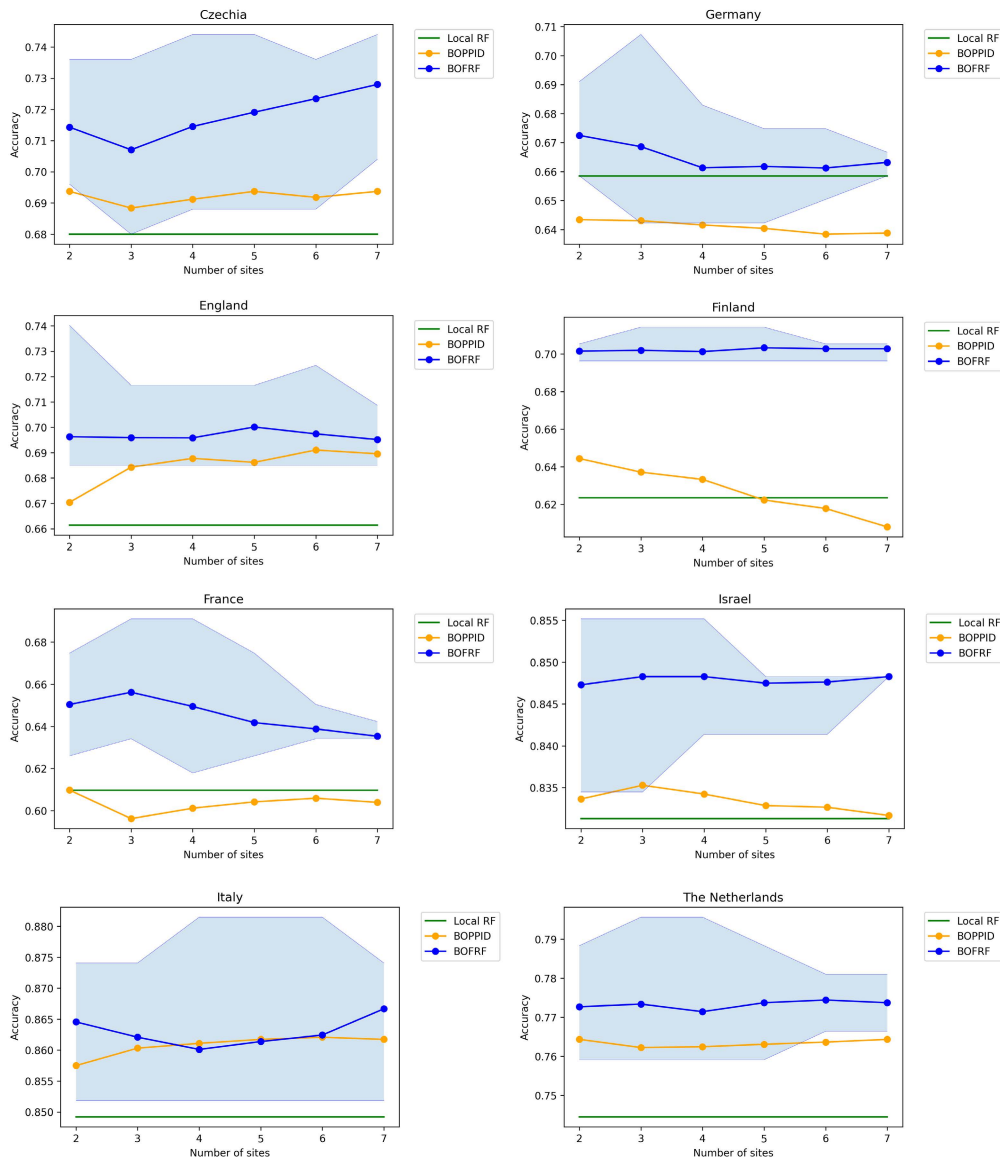 Czechia
Accuracy
0.74
0.73
0.72
0.71
0.70
0.69
0.68
2 3 4 5 6 7
Number of sites
Local RF
BOPPID
BOFRF
Germany
Accuracy
0.71
0.70
0.69
0.68
0.67
0.66
0.65
0.64
2 3 4 5 6 7
Number of sites
Local RF
BOPPID
BOFRF
England
Accuracy
0.74
0.73
0.72
0.71
0.70
0.69
0.68
0.67
0.66
2 3 4 5 6 7
Number of sites
Local RF
BOPPID
BOFRF
Finland
Accuracy
0.70
0.68
0.66
0.64
0.62
2 3 4 5 6 7
Number of sites
Local RF
BOPPID
BOFRF
France
Accuracy
0.68
0.66
0.64
0.62
0.60
2 3 4 5 6 7
Number of sites
Local RF
BOPPID
BOFRF
Israel
Accuracy
0.855
0.850
0.845
0.840
0.835
2 3 4 5 6 7
Number of sites
Local RF
BOPPID
BOFRF
Italy
Accuracy
0.880
0.875
0.870
0.865
0.860
0.855
0.850
2 3 4 5 6 7
Number of sites
Local RF
BOPPID
BOFRF
The Netherlands
Accuracy
0.79
0.78
0.77
0.76
0.75
2 3 4 5 6 7
Number of sites
Local RF
BOPPID
BOFRF